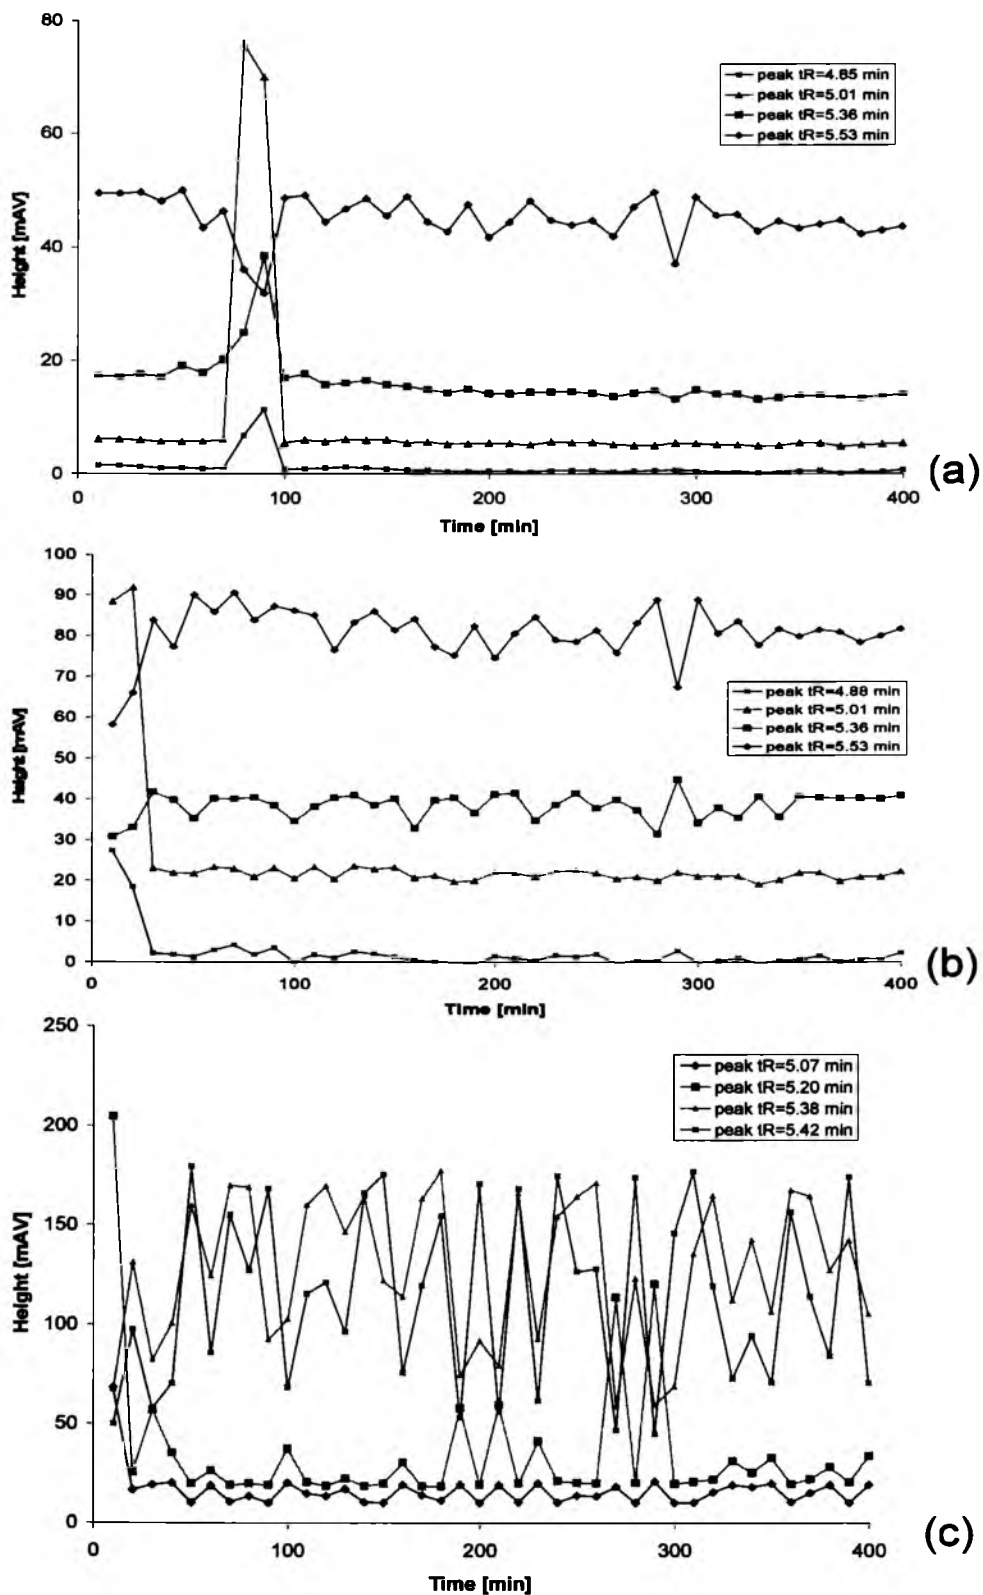 80
60
40
20
0
Height [mAV]
peak tR=4.85 min
peak tR=5.01 min
peak tR=5.36 min
peak tR=5.53 min
0
100
200
300
400
Time [min]
(a)
100
90
80
70
60
50
40
30
20
10
0
Height [mAV]
peak tR=4.88 min
peak tR=5.01 min
peak tR=5.36 min
peak tR=5.53 min
0
100
200
300
400
Time [min]
(b)
250
200
150
100
50
0
Height [mAV]
peak tR=5.07 min
peak tR=5.20 min
peak tR=5.38 min
peak tR=5.42 min
0
100
200
300
400
Time [min]
(c)